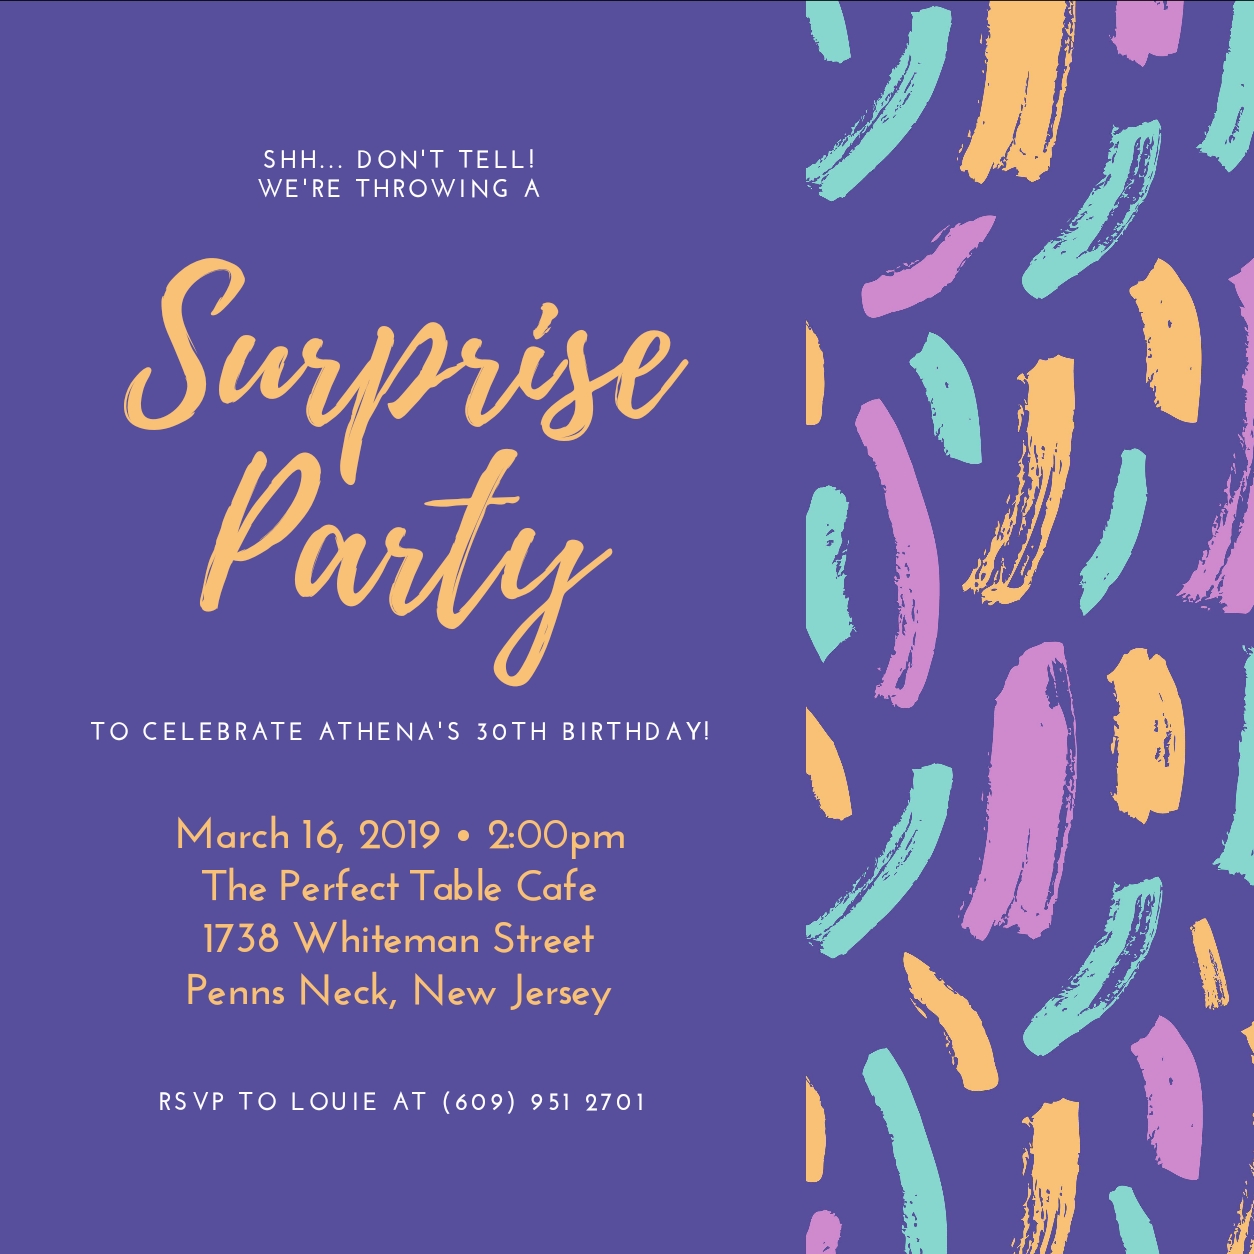 SHH... DON'T TELL!
WE'RE THROWING A
Surprise
Party
TO CELEBRATE ATHENA'S 30TH BIRTHDAY!
March 16, 2019 • 2:00pm
The Perfect Table Cafe
1738 Whiteman Street
Penns Neck, New Jersey
RSVP TO LOUIE AT (609) 951 2701